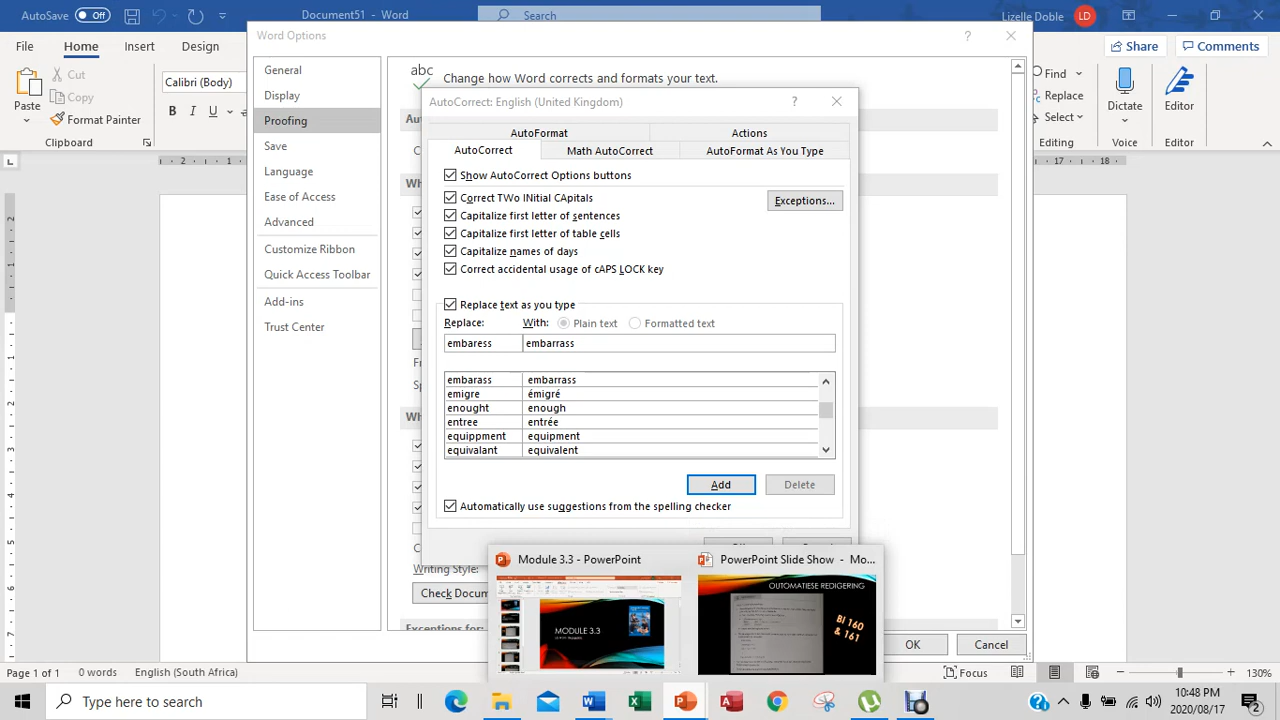 AutoSave Off Document51 - Word Search Lizelle Doble LD
File Home Insert Design Share Comments
Paste Cut Copy Format Painter Clipboard
Calibri (Body)
B I U
Find Replace Select Editing
Dictate Voice
Editor Editor
Word Options
General
Display
Proofing
Save
Language
Ease of Access
Advanced
Customize Ribbon
Quick Access Toolbar
Add-ins
Trust Center
abc Change how Word corrects and formats your text.
AutoCorrect: English (United Kingdom)
AutoFormat Actions
AutoCorrect Math AutoCorrect AutoFormat As You Type
Show AutoCorrect Options buttons
Correct TWo INitial CApitals Exceptions...
Capitalize first letter of sentences
Capitalize first letter of table cells
Capitalize names of days
Correct accidental usage of cAPS LOCK key
Replace text as you type
Replace: With: Plain text Formatted text
embaress embarrass
embarass embarrass
emigre émigré
enought enough
entree entrée
equippment equipment
equivalant equivalent
Add Delete
Automatically use suggestions from the spelling checker
Writing Style:
Check Docum
Exceptions for:
OK Cancel
Module 3.3 - PowerPoint PowerPoint Slide Show - Mo...
MODULE 3.3
OUTOMATIESE REDIGERING
BJ 160
& 161
Page 1 of 0 words English (South Africa) Focus 130%
Type here to search 10:48 PM
2020/08/17 2